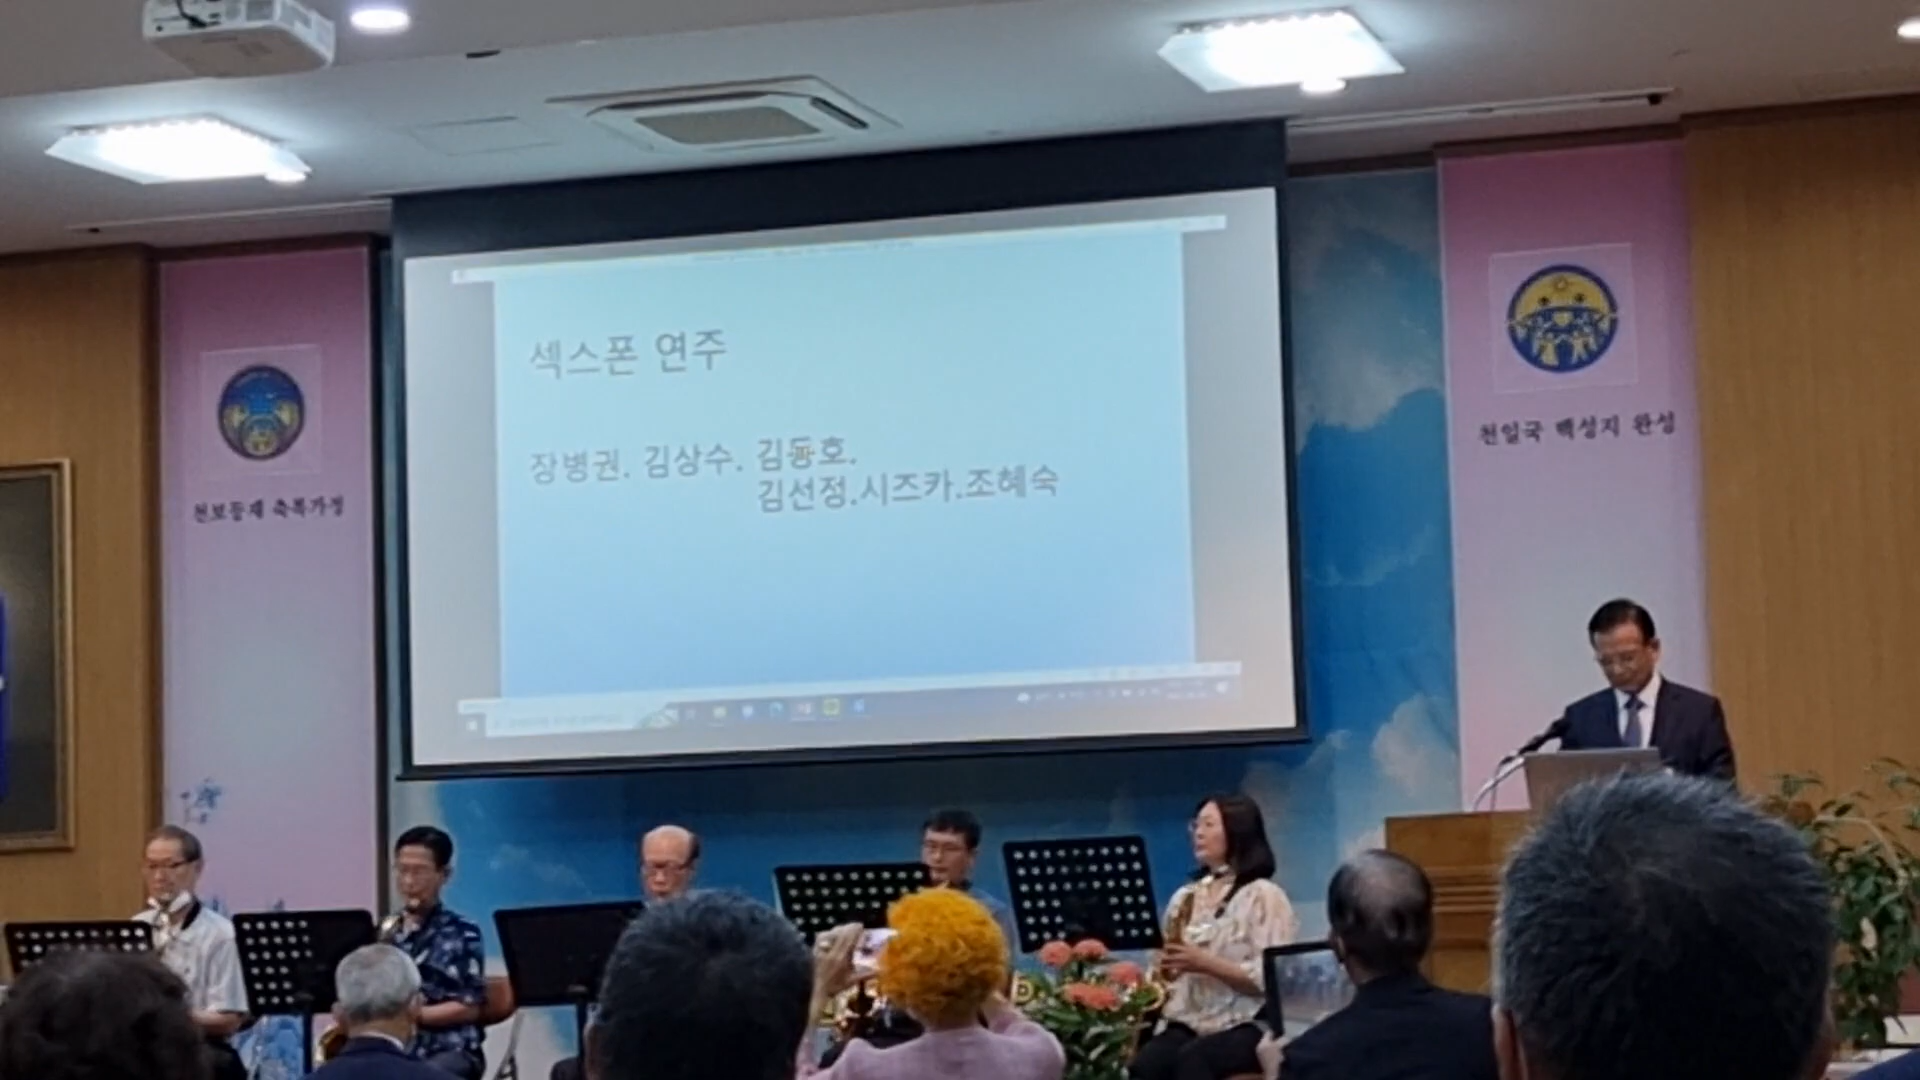 섹스폰 연주
장병권. 김상수. 김동호.
김선정.시즈카.조혜숙
천보등재 축복가정
천일국 백성지 완성